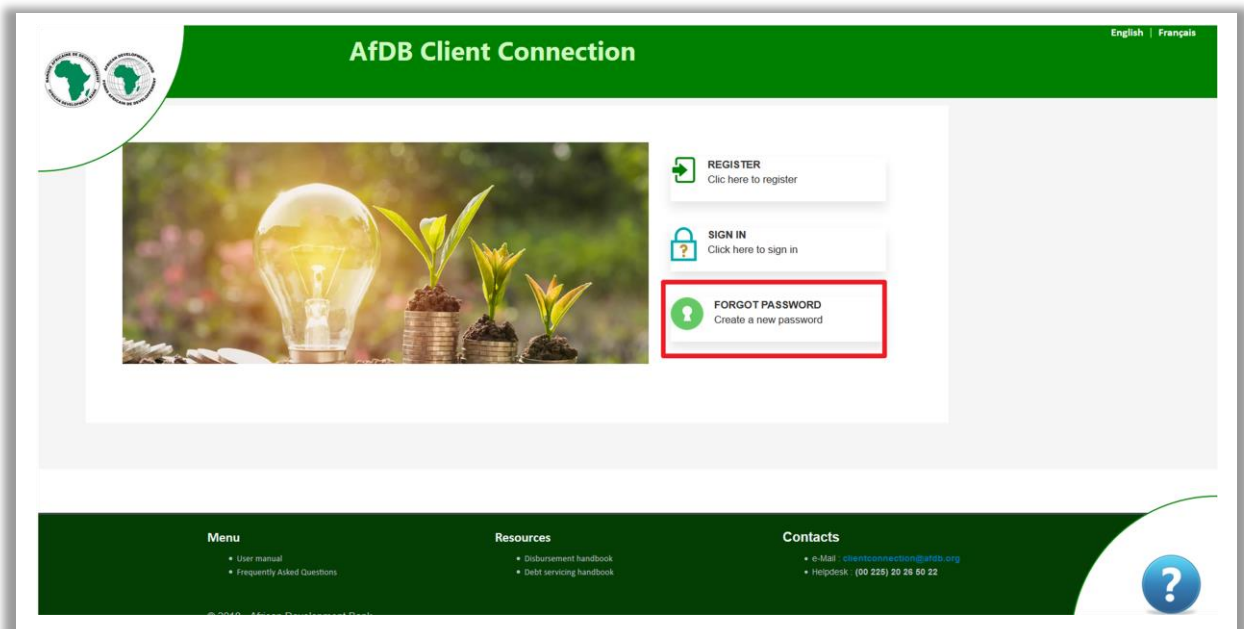 AfDB Client Connection
English | Français
REGISTER
Clic here to register
SIGN IN
Click here to sign in
FORGOT PASSWORD
Create a new password
Menu
User manual
Frequently Asked Questions
Resources
Disbursement handbook
Debt servicing handbook
Contacts
e-Mail : clientconnection@afdb.org
Helpdesk : (00 225) 20 26 50 22
?